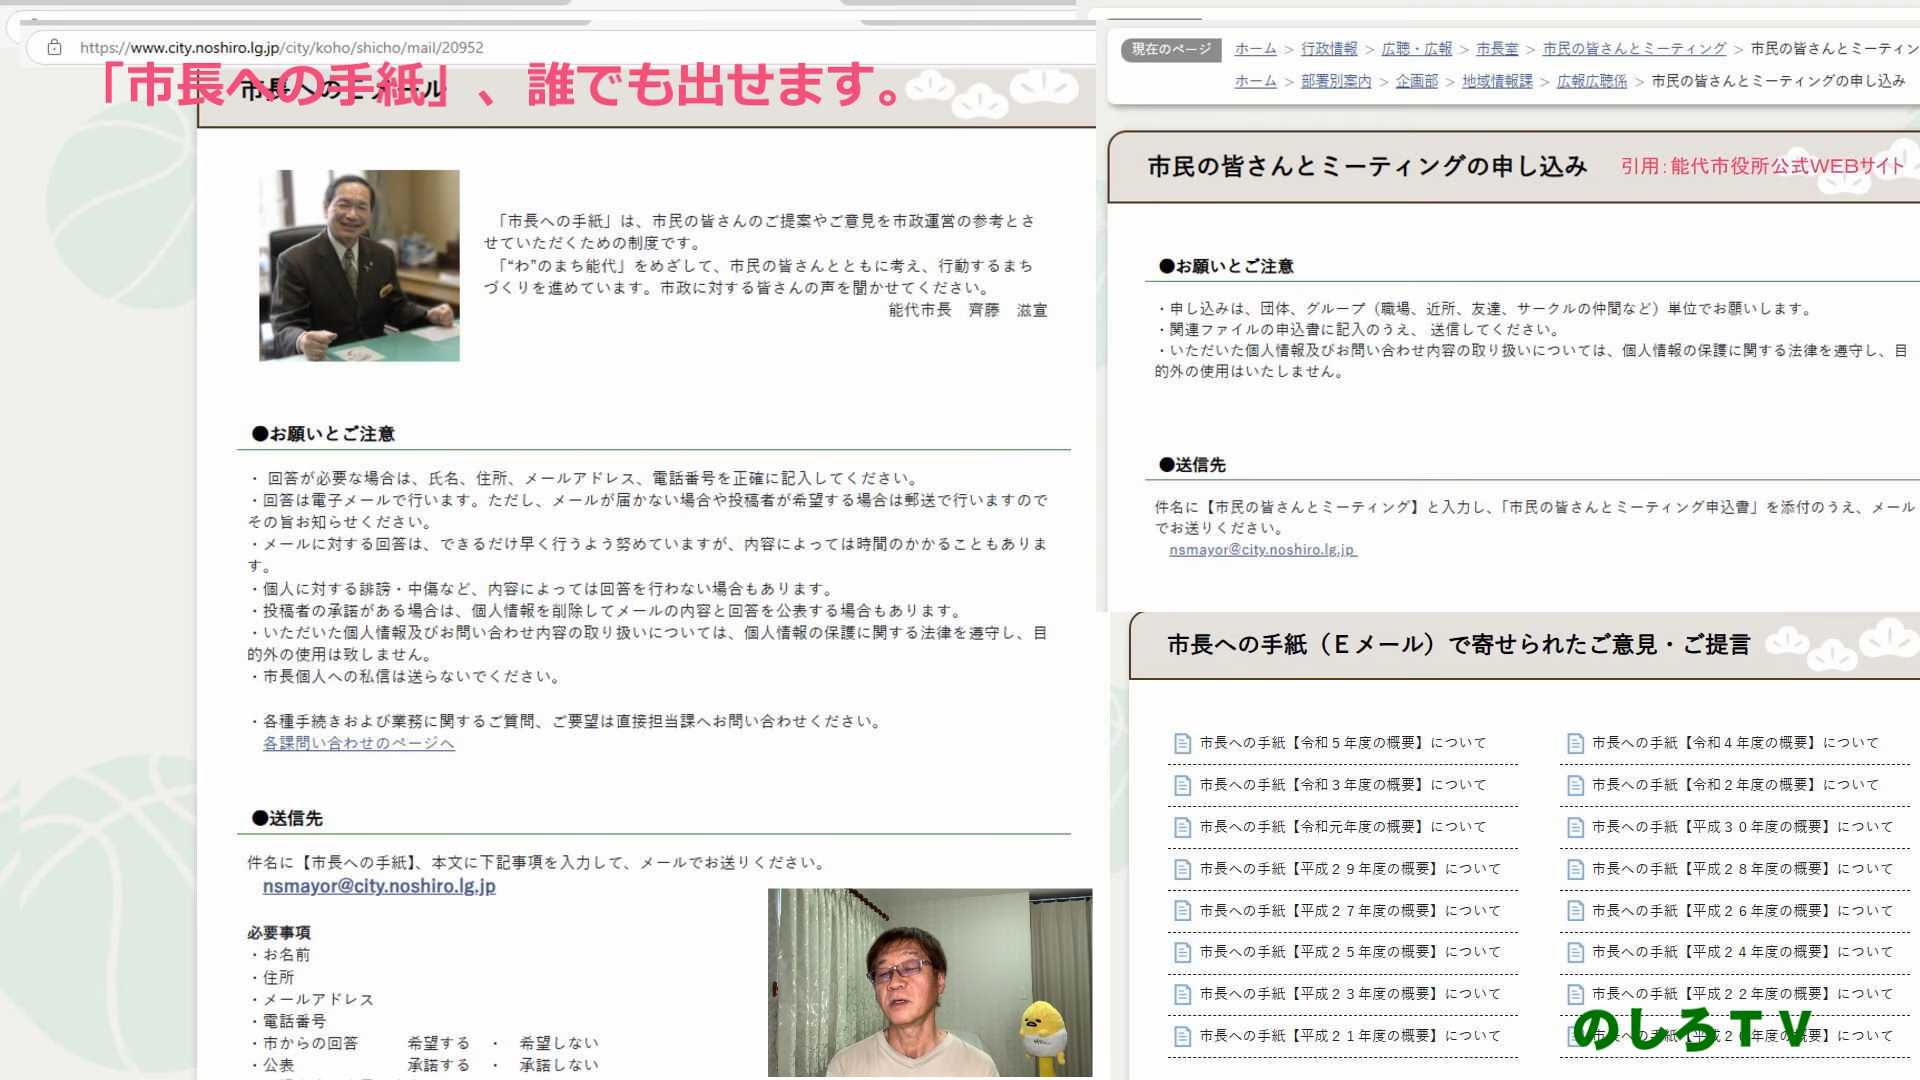 https://www.city.noshiro.lg.jp/city/koho/shicho/mail/20952
「市長への手紙」、誰でも出せます。
「市長への手紙」は、市民の皆さんのご提案やご意見を市政運営の参考とさ
せていただくための制度です。
「“わ”のまち能代」をめざして、市民の皆さんとともに考え、行動するまち
づくりを進めています。市政に対する皆さんの声を聞かせてください。
能代市長　齊藤　滋宣
●お願いとご注意
・ 回答が必要な場合は、氏名、住所、メールアドレス、電話番号を正確に記入してください。
・回答は電子メールで行います。ただし、メールが届かない場合や投稿者が希望する場合は郵送で行いますので
その旨お知らせください。
・メールに対する回答は、できるだけ早く行うよう努めていますが、内容によっては時間のかかることもありま
す。
・個人に対する誹謗・中傷など、内容によっては回答を行わない場合もあります。
・投稿者の承諾がある場合は、個人情報を削除してメールの内容と回答を公表する場合もあります。
・いただいた個人情報及びお問い合わせ内容の取り扱いについては、個人情報の保護に関する法律を遵守し、目
的外の使用は致しません。
・市長個人への私信は送らないでください。
・各種手続きおよび業務に関するご質問、ご要望は直接担当課へお問い合わせください。
各課問い合わせのページへ
●送信先
件名に【市長への手紙】、本文に下記事項を入力して、メールでお送りください。
nsmayor@city.noshiro.lg.jp
必要事項
・お名前
・住所
・メールアドレス
・電話番号
・市からの回答　　　希望する　・　希望しない
・公表　　　承諾する　・　承諾しない
現在のページ ホーム > 行政情報 > 広聴・広報 > 市長室 > 市民の皆さんとミーティング > 市民の皆さんとミーティン
ホーム > 部署別案内 > 企画部 > 地域情報課 > 広報広聴係 > 市民の皆さんとミーティングの申し込み
市民の皆さんとミーティングの申し込み 引用：能代市役所公式WEBサイト
●お願いとご注意
・申し込みは、団体、グループ（職場、近所、友達、サークルの仲間など）単位でお願いします。
・関連ファイルの申込書に記入のうえ、 送信してください。
・いただいた個人情報及びお問い合わせ内容の取り扱いについては、個人情報の保護に関する法律を遵守し、目
的外の使用はいたしません。
●送信先
件名に【市民の皆さんとミーティング】と入力し、「市民の皆さんとミーティング申込書」を添付のうえ、メール
でお送りください。
nsmayor@city.noshiro.lg.jp
市長への手紙（Ｅメール）で寄せられたご意見・ご提言
市長への手紙【令和５年度の概要】について 市長への手紙【令和４年度の概要】について
市長への手紙【令和３年度の概要】について 市長への手紙【令和２年度の概要】について
市長への手紙【令和元年度の概要】について 市長への手紙【平成３０年度の概要】について
市長への手紙【平成２９年度の概要】について 市長への手紙【平成２８年度の概要】について
市長への手紙【平成２７年度の概要】について 市長への手紙【平成２６年度の概要】について
市長への手紙【平成２５年度の概要】について 市長への手紙【平成２４年度の概要】について
市長への手紙【平成２３年度の概要】について 市長への手紙【平成２２年度の概要】について
市長への手紙【平成２１年度の概要】について
のしろＴＶ